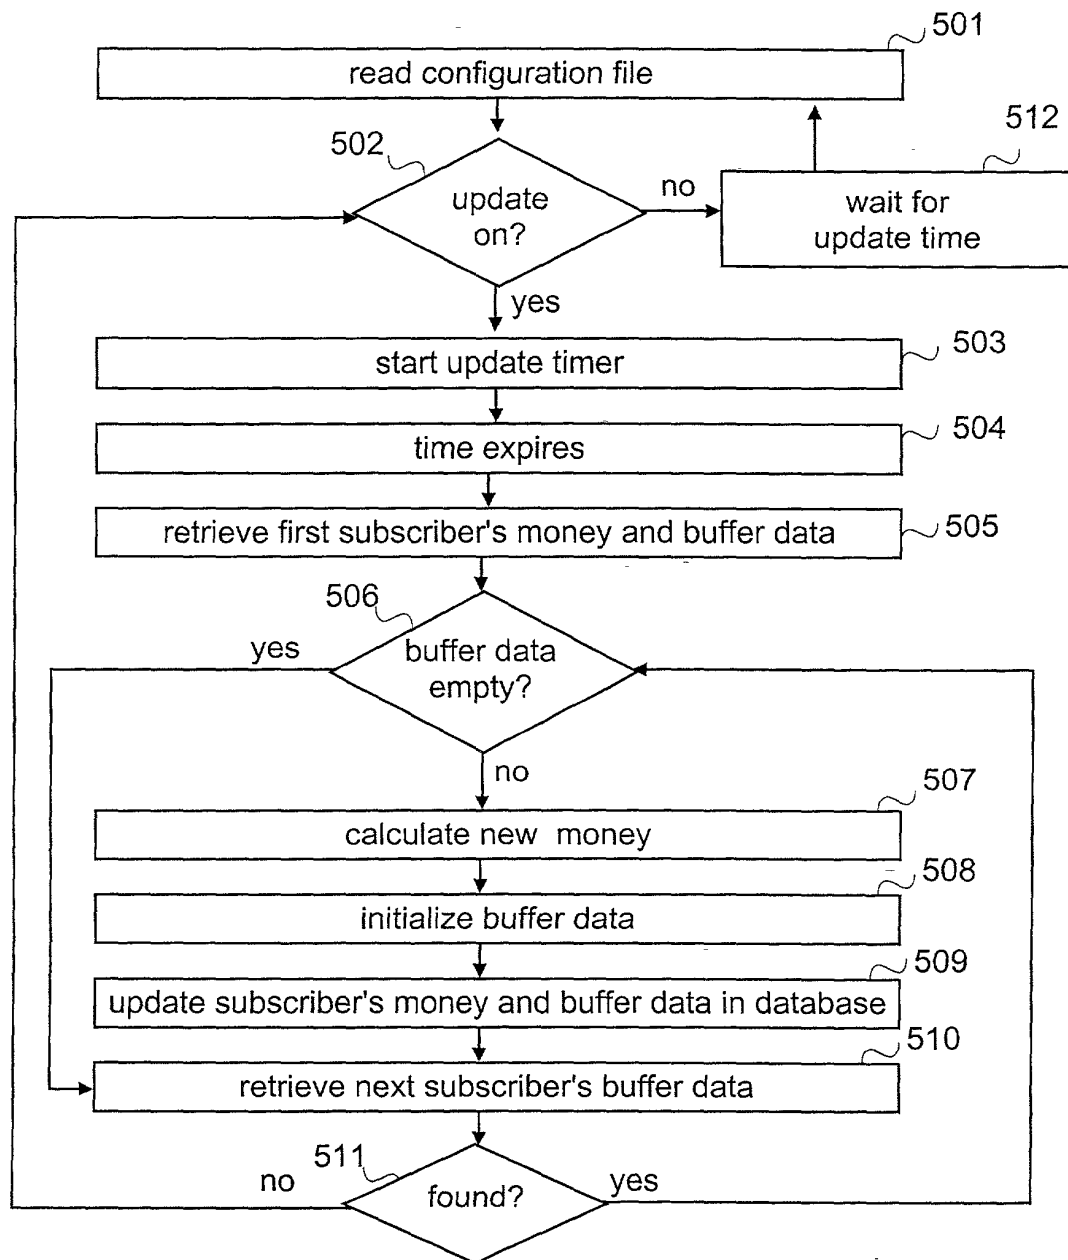 501
read configuration file
512
502
update
on?
no
wait for
update time
yes
start update timer
503
time expires
504
retrieve first subscriber's money and buffer data
505
506
yes
buffer data
empty?
no
507
calculate new money
508
initialize buffer data
509
update subscriber's money and buffer data in database
510
retrieve next subscriber's buffer data
511
no
found?
yes